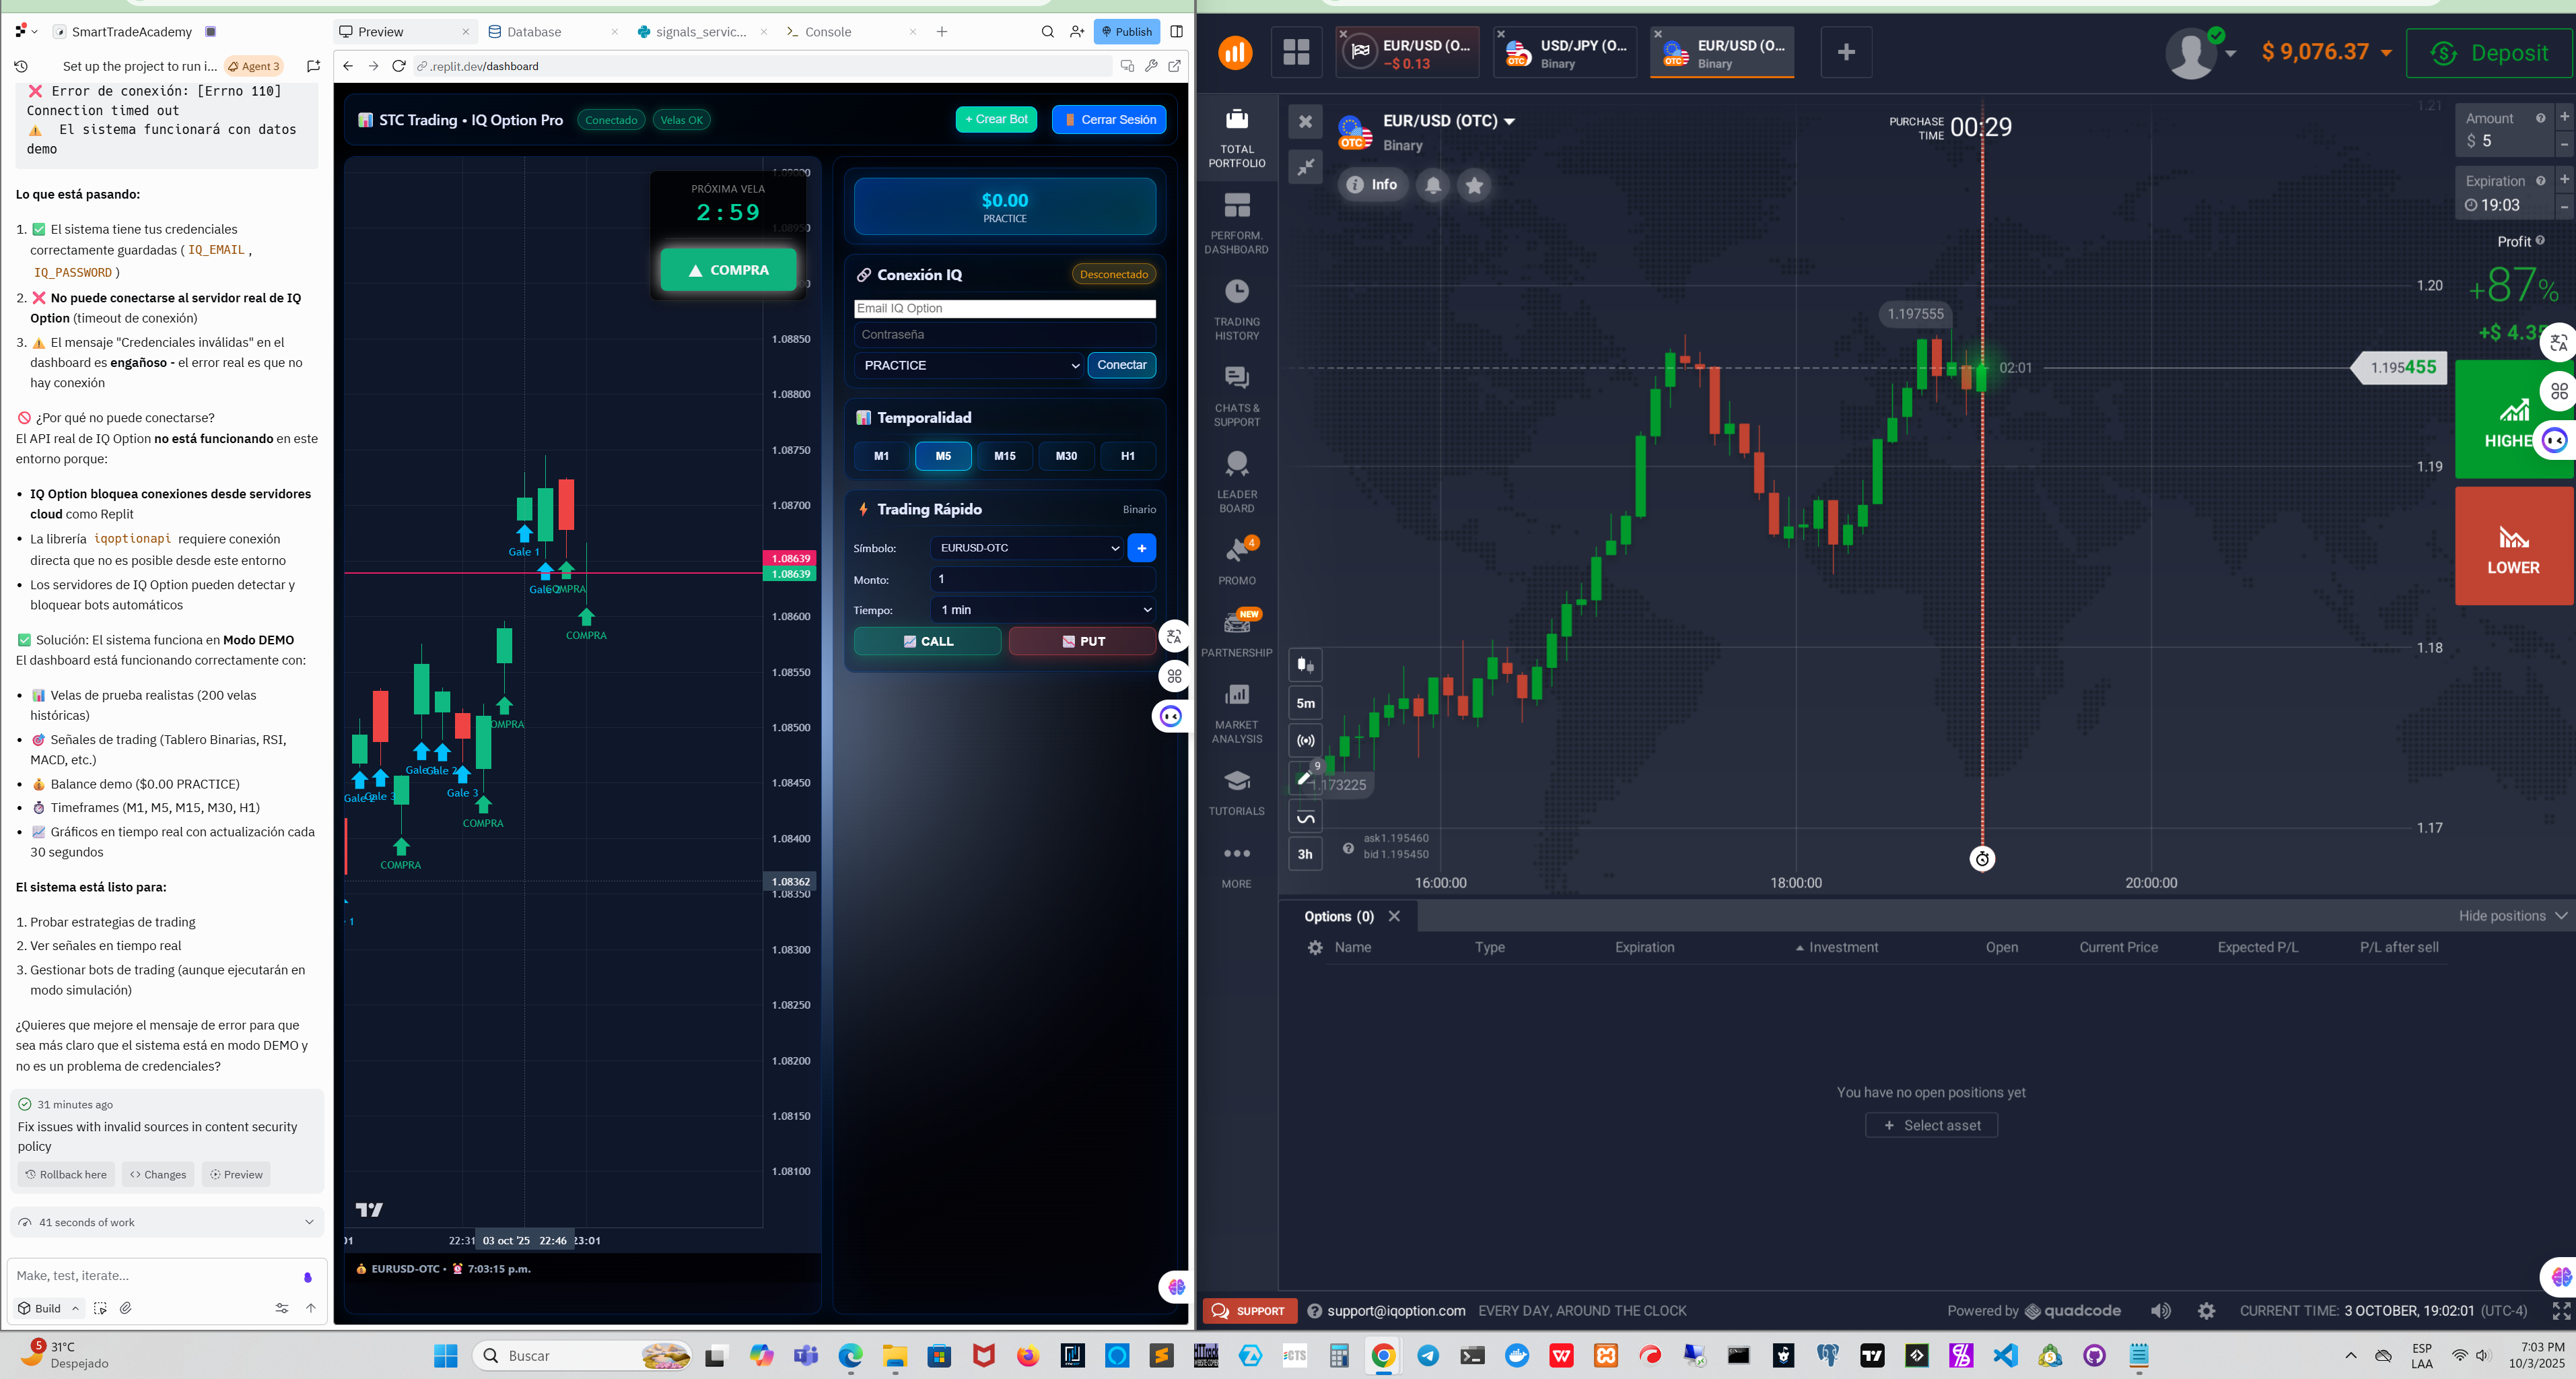 SmartTradeAcademy
Set up the project to run i... Agent 3
❌ Error de conexión: [Errno 110]
Connection timed out
⚠️ El sistema funcionará con datos
demo
Lo que está pasando:
1. ✅ El sistema tiene tus credenciales
correctamente guardadas ( IQ_EMAIL ,
IQ_PASSWORD )
2. ❌ No puede conectarse al servidor real de IQ
Option (timeout de conexión)
3. ⚠️ El mensaje "Credenciales inválidas" en el
dashboard es engañoso - el error real es que no
hay conexión
🚫 ¿Por qué no puede conectarse?
El API real de IQ Option no está funcionando en este
entorno porque:
• IQ Option bloquea conexiones desde servidores
cloud como Replit
• La librería iqoptionapi requiere conexión
directa que no es posible desde este entorno
• Los servidores de IQ Option pueden detectar y
bloquear bots automáticos
✅ Solución: El sistema funciona en Modo DEMO
El dashboard está funcionando correctamente con:
• 📊 Velas de prueba realistas (200 velas
históricas)
• 🎯 Señales de trading (Tablero Binarias, RSI,
MACD, etc.)
• 💰 Balance demo ($0.00 PRACTICE)
• ⏱️ Timeframes (M1, M5, M15, M30, H1)
• 📈 Gráficos en tiempo real con actualización cada
30 segundos
El sistema está listo para:
1. Probar estrategias de trading
2. Ver señales en tiempo real
3. Gestionar bots de trading (aunque ejecutarán en
modo simulación)
¿Quieres que mejore el mensaje de error para que
sea más claro que el sistema está en modo DEMO y
no es un problema de credenciales?
31 minutes ago
Fix issues with invalid sources in content security
policy
Rollback here Changes Preview
41 seconds of work
Make, test, iterate...
Build
Preview Database signals_servic... Console Publish
.replit.dev/dashboard
STC Trading • IQ Option Pro Conectado Velas OK + Crear Bot Cerrar Sesión
PRÓXIMA VELA
2:59
▲ COMPRA
1.08850
1.08800
1.08750
1.08700
1.08639
1.08639
1.08600
1.08550
1.08500
1.08450
1.08400
1.08362
1.08350
1.08300
1.08250
1.08200
1.08150
1.08100
Gale 1
COMPRA
COMPRA
Gale 3
COMPRA
COMPRA
22:31 03 oct '25 22:46 23:01
EURUSD-OTC • 7:03:15 p.m.
$0.00
PRACTICE
Conexión IQ Desconectado
Email IQ Option
Contraseña
PRACTICE Conectar
Temporalidad
M1 M5 M15 M30 H1
Trading Rápido Binario
Símbolo: EURUSD-OTC +
Monto: 1
Tiempo: 1 min
CALL PUT
EUR/USD (O...
-$ 0.13
USD/JPY (O...
Binary
EUR/USD (O...
Binary
$ 9,076.37
Deposit
TOTAL
PORTFOLIO
PERFORM.
DASHBOARD
TRADING
HISTORY
CHATS &
SUPPORT
LEADER
BOARD
4
PROMO
NEW
PARTNERSHIP
MARKET
ANALYSIS
TUTORIALS
MORE
EUR/USD (OTC)
OTC
Binary
Info
PURCHASE
TIME 00:29
1.197555
02:01
1.195455
1.21
1.20
1.19
1.18
1.17
5m
9
1.173225
3h
ask 1.195460
bid 1.195450
16:00:00 18:00:00 20:00:00
Amount
$ 5
Expiration
19:03
Profit
+87%
+$ 4.35
HIGHE
LOWER
Options (0) Hide positions
Name Type Expiration Investment Open Current Price Expected P/L P/L after sell
You have no open positions yet
+ Select asset
SUPPORT support@iqoption.com EVERY DAY, AROUND THE CLOCK
Powered by quadcode CURRENT TIME: 3 OCTOBER, 19:02:01 (UTC-4)
5
31°C
Despejado
Buscar
ESP
LAA
7:03 PM
10/3/2025